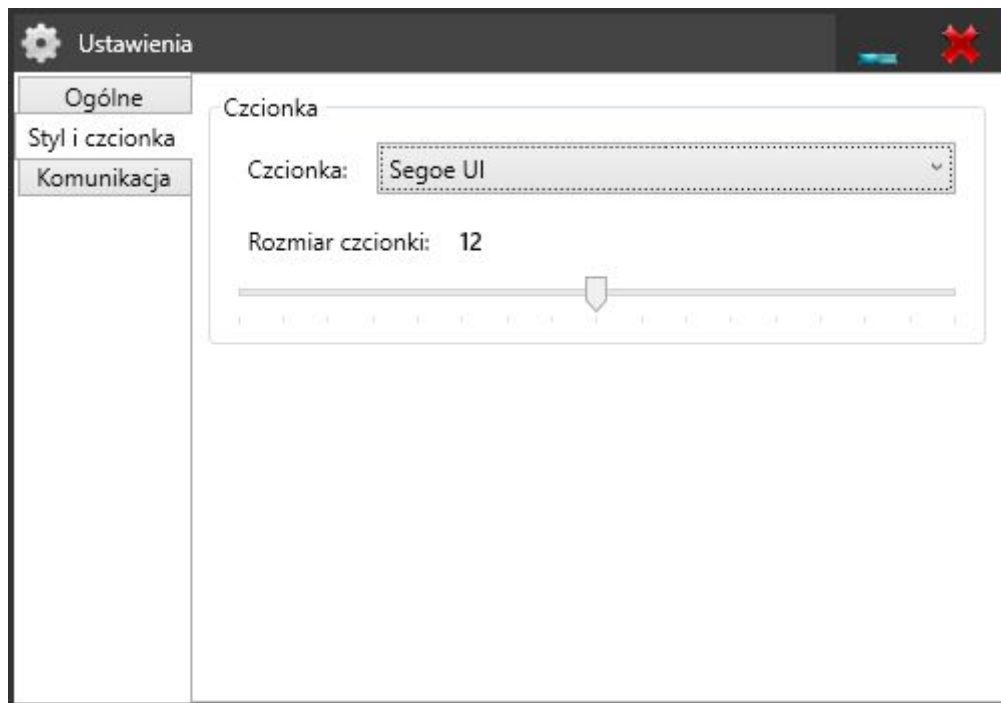 Ustawienia
Ogólne
Styl i czcionka
Komunikacja
Czcionka
Czcionka: Segoe UI
Rozmiar czcionki: 12